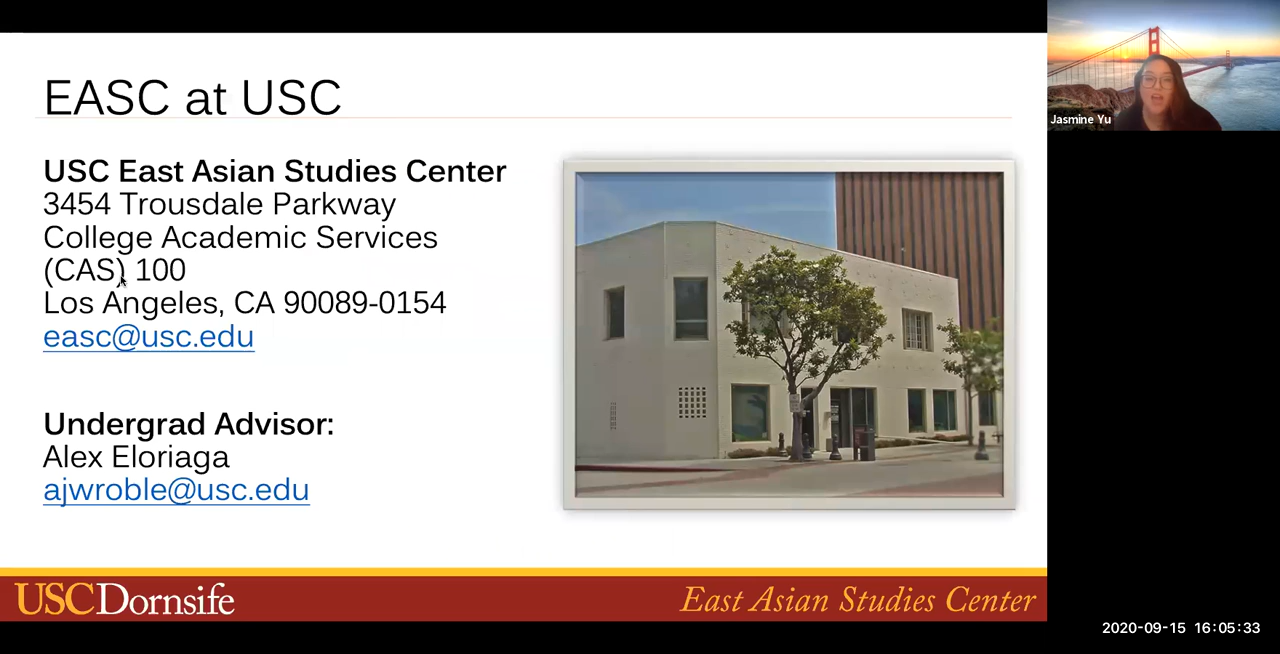 EASC at USC
USC East Asian Studies Center
3454 Trousdale Parkway
College Academic Services
(CAS) 100
Los Angeles, CA 90089-0154
easc@usc.edu
Undergrad Advisor:
Alex Eloriaga
ajwroble@usc.edu
USCDornsife
East Asian Studies Center
Jasmine Yu
2020-09-15 16:05:33